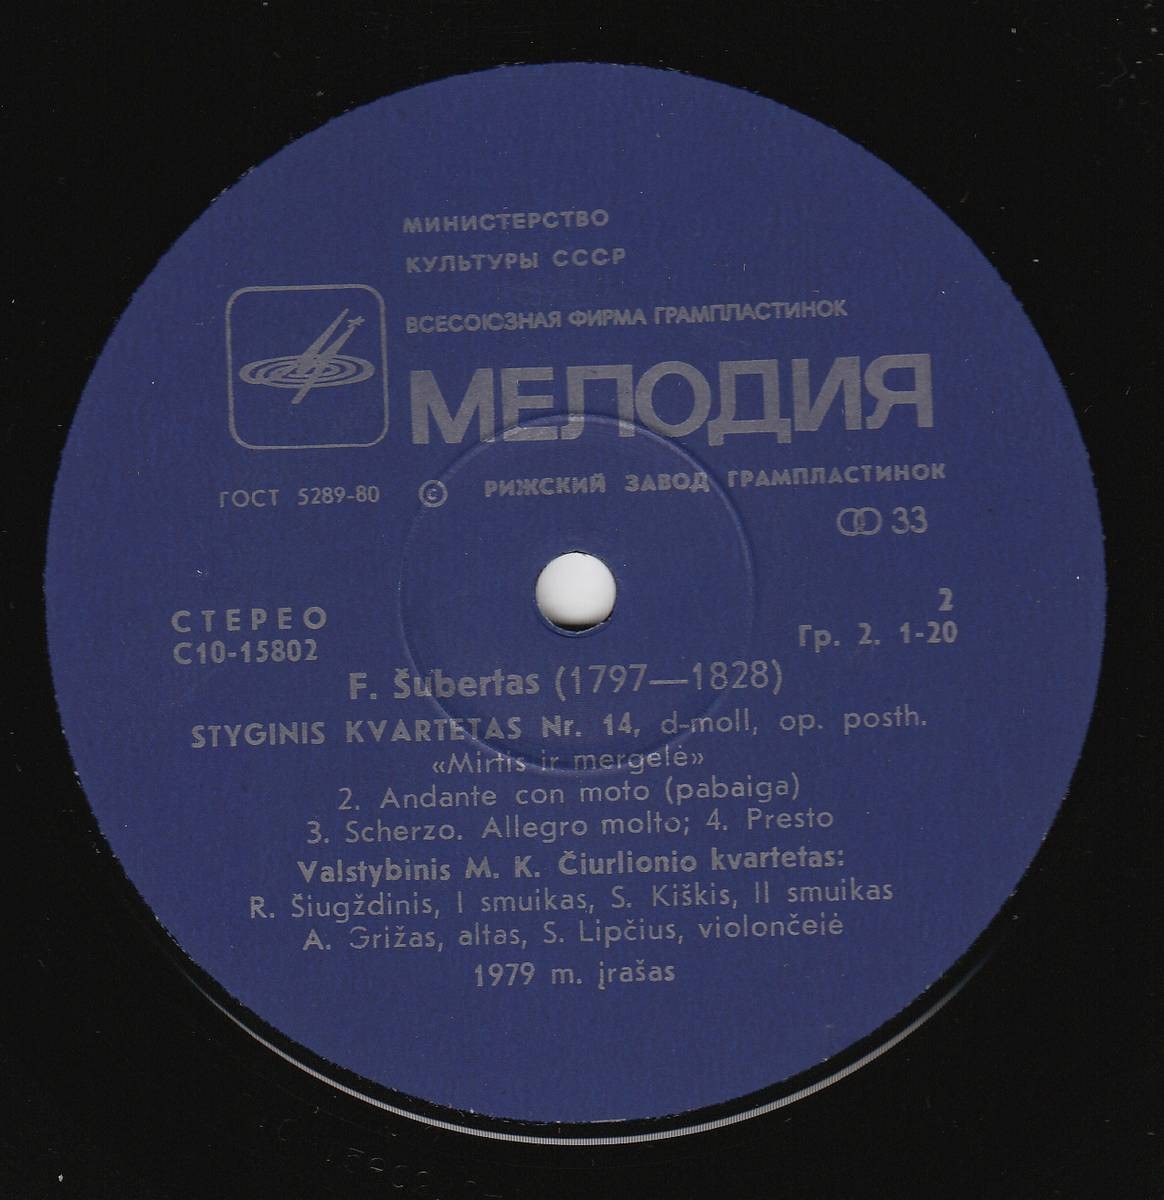 МИНИСТЕРСТВО
КУЛЬТУРЫ СССР
ВСЕСОЮЗНАЯ ФИРМА ГРАМПЛАСТИНОК
МЕЛОДИЯ
ГОСТ 5289-80 © РИЖСКИЙ ЗАВОД ГРАМПЛАСТИНОК
33
СТЕРЕО
2
С10-15802
Гр. 2. 1-20
F. Šubertas (1797—1828)
STYGINIS KVARTETAS Nr. 14, d-moll, op. posth.
«Mirtis ir mergelė»
2. Andante con moto (pabaiga)
3. Scherzo. Allegro molto; 4. Presto
Valstybinis M. K. Čiurlionio kvartetas:
R. Šiugždinis, I smuikas, S. Kiškis, II smuikas
A. Grižas, altas, S. Lipčius, violončelė
1979 m. įrašas